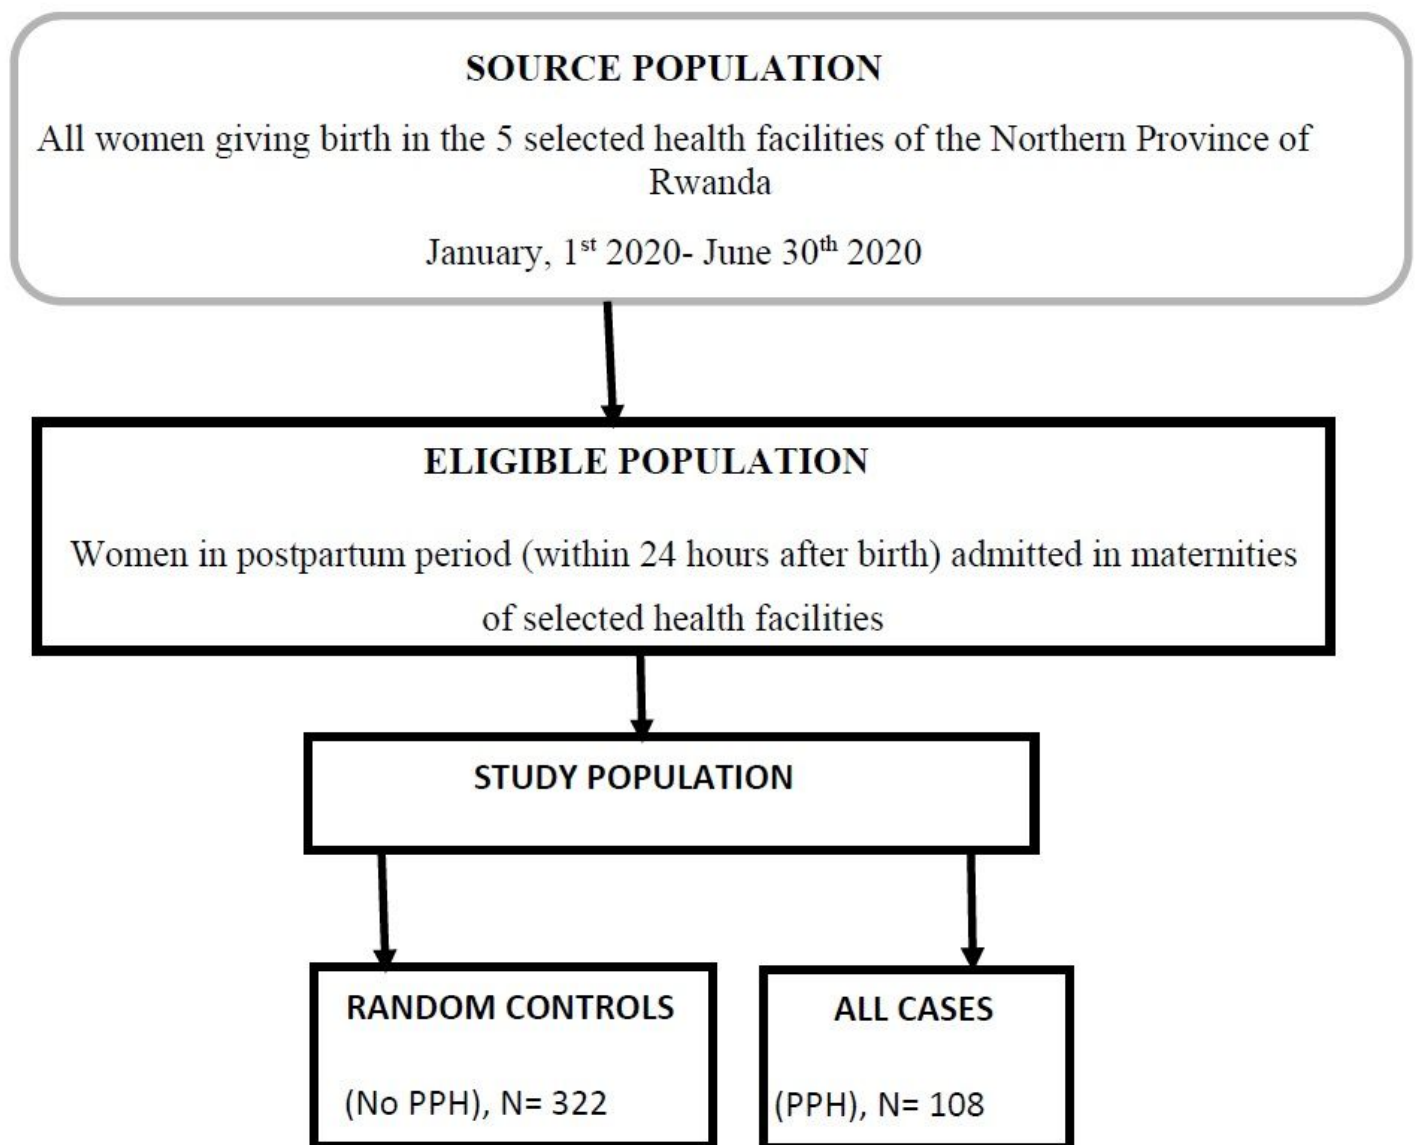 SOURCE POPULATION
All women giving birth in the 5 selected health facilities of the Northern Province of
Rwanda
January, 1st 2020- June 30th 2020
ELIGIBLE POPULATION
Women in postpartum period (within 24 hours after birth) admitted in maternities
of selected health facilities
STUDY POPULATION
RANDOM CONTROLS
(No PPH), N= 322
ALL CASES
(PPH), N= 108